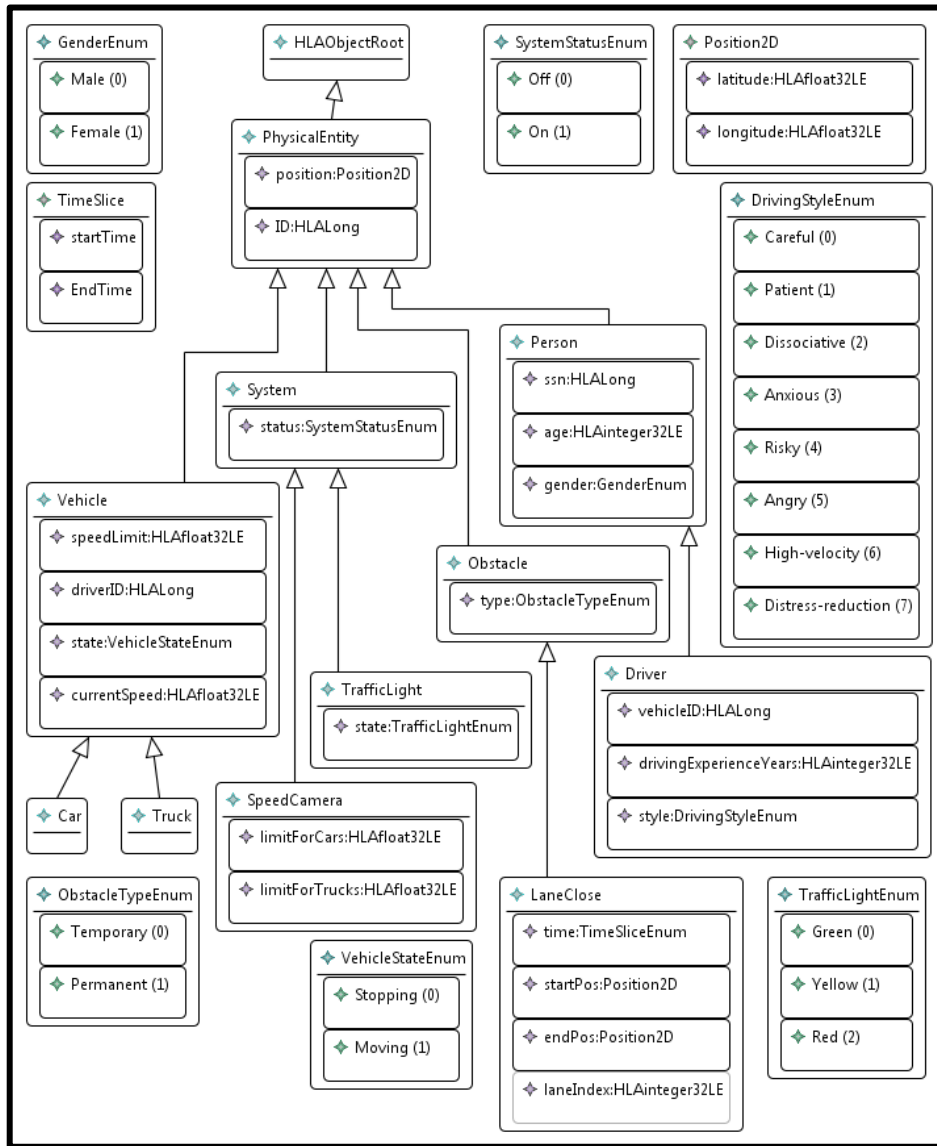 GenderEnum
Male (0)
Female (1)
HLAObjectRoot
SystemStatusEnum
Off (0)
On (1)
Position2D
latitude:HLAfloat32LE
longitude:HLAfloat32LE
PhysicalEntity
position:Position2D
ID:HLALong
TimeSlice
startTime
EndTime
DrivingStyleEnum
Careful (0)
Patient (1)
Dissociative (2)
Anxious (3)
Risky (4)
Angry (5)
High-velocity (6)
Distress-reduction (7)
Person
ssn:HLALong
age:HLAinteger32LE
gender:GenderEnum
System
status:SystemStatusEnum
Vehicle
speedLimit:HLAfloat32LE
driverID:HLALong
state:VehicleStateEnum
currentSpeed:HLAfloat32LE
Obstacle
type:ObstacleTypeEnum
TrafficLight
state:TrafficLightEnum
Driver
vehicleID:HLALong
drivingExperienceYears:HLAinteger32LE
style:DrivingStyleEnum
Car
Truck
SpeedCamera
limitForCars:HLAfloat32LE
limitForTrucks:HLAfloat32LE
ObstacleTypeEnum
Temporary (0)
Permanent (1)
VehicleStateEnum
Stopping (0)
Moving (1)
LaneClose
time:TimeSliceEnum
startPos:Position2D
endPos:Position2D
laneIndex:HLAinteger32LE
TrafficLightEnum
Green (0)
Yellow (1)
Red (2)